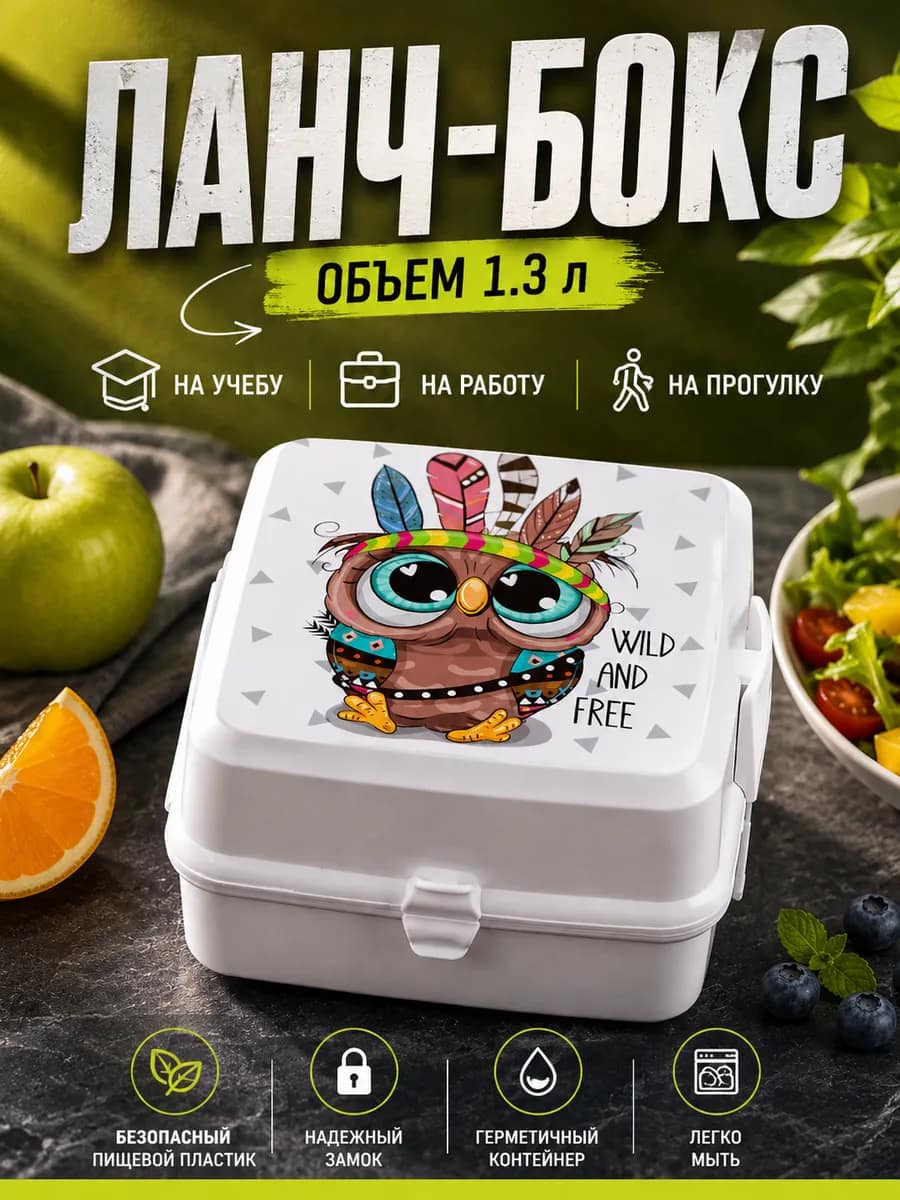 ЛАНЧ-БОКС
ОБЪЕМ 1.3 л
НА УЧЕБУ
НА РАБОТУ
НА ПРОГУЛКУ
WILD
AND
FREE
БЕЗОПАСНЫЙ
ПИЩЕВОЙ ПЛАСТИК
НАДЕЖНЫЙ
ЗАМОК
ГЕРМЕТИЧНЫЙ
КОНТЕЙНЕР
ЛЕГКО
МЫТЬ